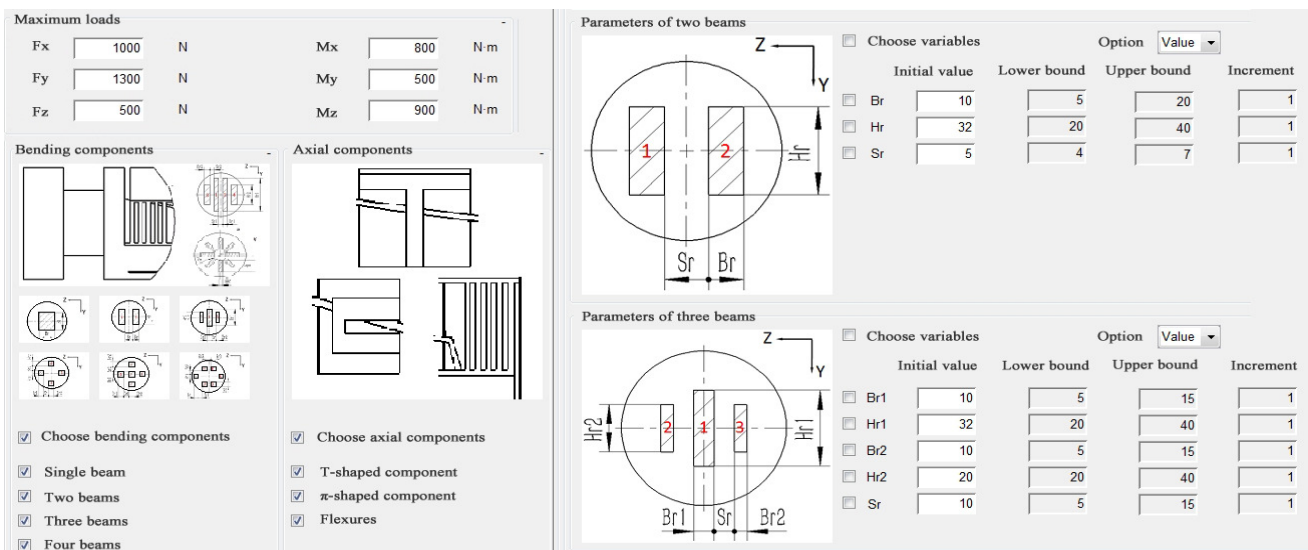 Maximum loads
Fx 1000 N Mx 800 N·m
Fy 1300 N My 500 N·m
Fz 500 N Mz 900 N·m
Bending components
Choose bending components
Single beam
Two beams
Three beams
Four beams
Axial components
Choose axial components
T-shaped component
π-shaped component
Flexures
Parameters of two beams
Z
Y
1 2
Hr
Sr Br
Choose variables Option Value
Initial value Lower bound Upper bound Increment
Br 10 5 20 1
Hr 32 20 40 1
Sr 5 4 7 1
Parameters of three beams
Z
Y
Hr2 2 1 3 Hr1
Br1 Sr Br2
Choose variables Option Value
Initial value Lower bound Upper bound Increment
Br1 10 5 15 1
Hr1 32 20 40 1
Br2 10 5 15 1
Hr2 20 20 40 1
Sr 10 5 15 1